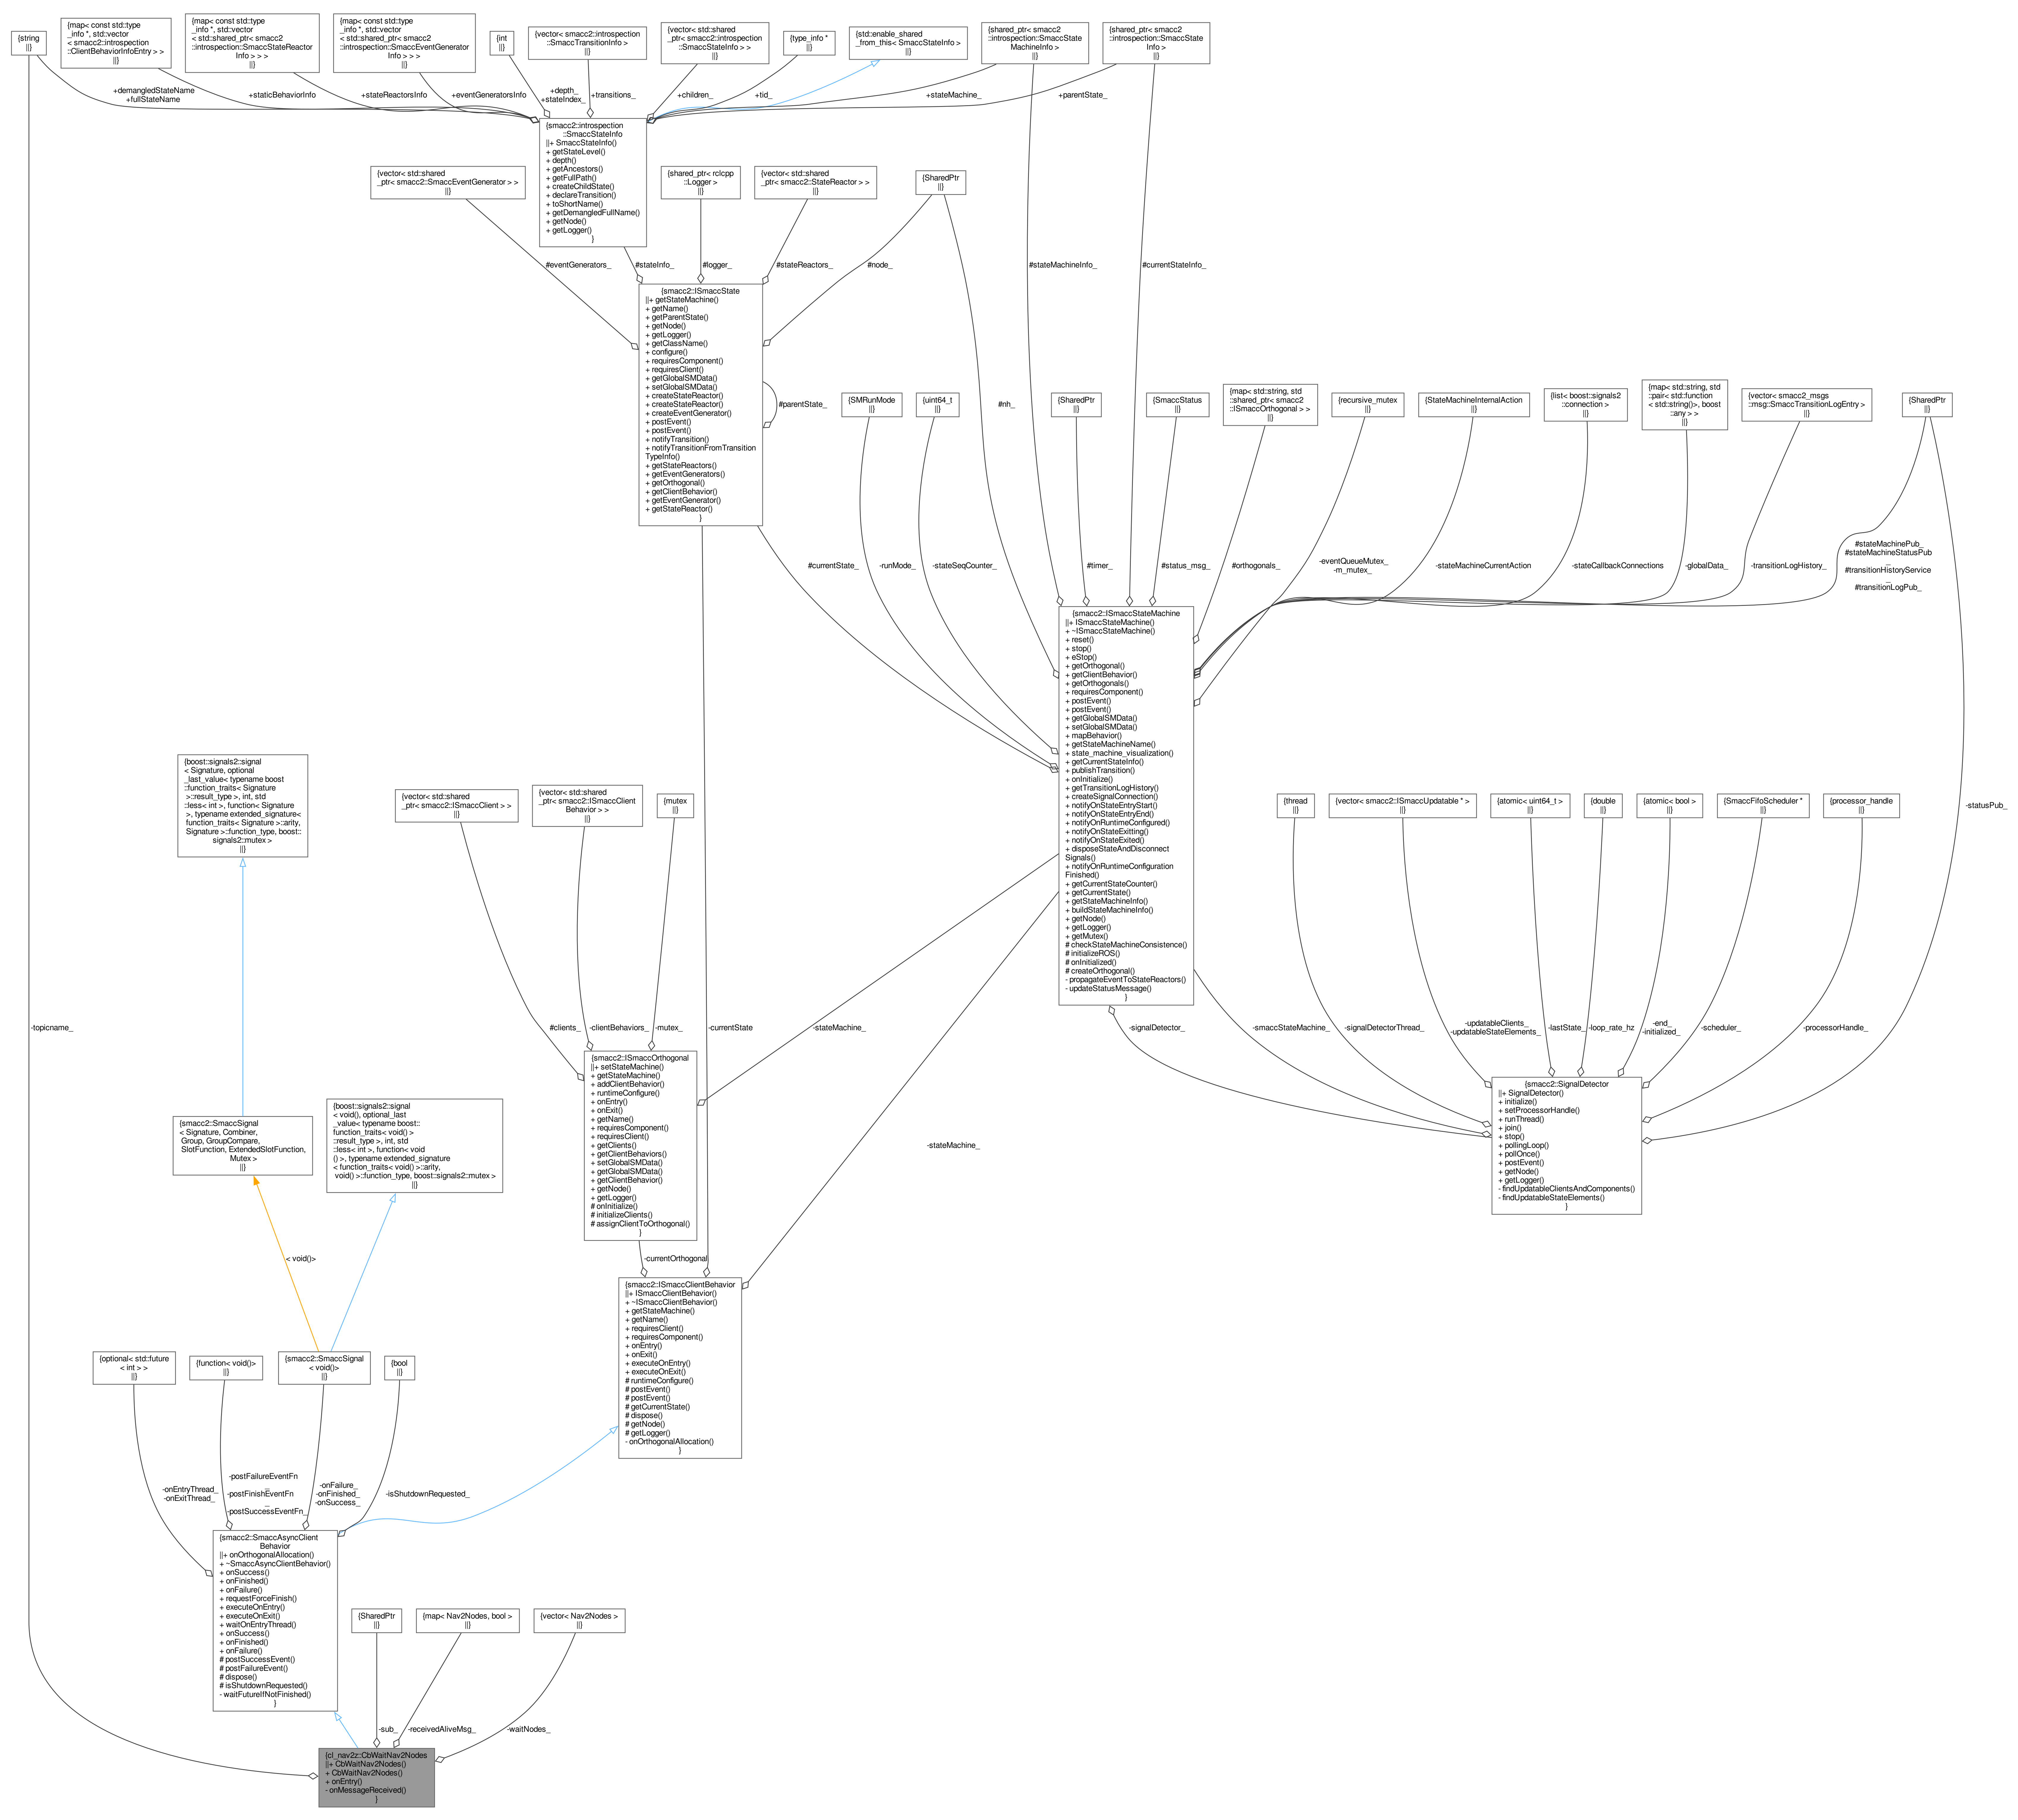 {string
||}
{map< const std::type
_info *, std::vector
< smacc2::introspection
::ClientBehaviorInfoEntry > >
||}
{map< const std::type
_info *, std::vector
< std::shared_ptr< smacc2
::introspection::SmaccStateReactor
Info > > >
||}
{map< const std::type
_info *, std::vector
< std::shared_ptr< smacc2
::introspection::SmaccEventGenerator
Info > > >
||}
{int
||}
{vector< smacc2::introspection
::SmaccTransitionInfo >
||}
{vector< std::shared
_ptr< smacc2::introspection
::SmaccStateInfo > >
||}
{type_info *
||}
{std::enable_shared
_from_this< SmaccStateInfo >
||}
{shared_ptr< smacc2
::introspection::SmaccState
MachineInfo >
||}
{shared_ptr< smacc2
::introspection::SmaccState
Info >
||}
+demangledStateName
+fullStateName
+staticBehaviorInfo
+stateReactorsInfo
+eventGeneratorsInfo
+depth_
+stateIndex_
+transitions_
+children_
+tid_
+stateMachine_
+parentState_
{smacc2::introspection
::SmaccStateInfo
||+ SmaccStateInfo()
+ getStateLevel()
+ depth()
+ getAncestors()
+ getFullPath()
+ createChildState()
+ declareTransition()
+ toShortName()
+ getDemangledFullName()
+ getNode()
+ getLogger()
}
{vector< std::shared
_ptr< smacc2::SmaccEventGenerator > >
||}
{shared_ptr< rclcpp
::Logger >
||}
{vector< std::shared
_ptr< smacc2::StateReactor > >
||}
{SharedPtr
||}
#eventGenerators_
#stateInfo_
#logger_
#stateReactors_
#node_
#stateMachineInfo_
#currentStateInfo_
{smacc2::ISmaccState
||+ getStateMachine()
+ getName()
+ getParentState()
+ getNode()
+ getLogger()
+ getClassName()
+ configure()
+ requiresComponent()
+ requiresClient()
+ getGlobalSMData()
+ setGlobalSMData()
+ createStateReactor()
+ createStateReactor()
+ createEventGenerator()
+ postEvent()
+ postEvent()
+ notifyTransition()
+ notifyTransitionFromTransition
TypeInfo()
+ getStateReactors()
+ getEventGenerators()
+ getOrthogonal()
+ getClientBehavior()
+ getEventGenerator()
+ getStateReactor()
}
#parentState_
{SMRunMode
||}
{uint64_t
||}
#nh_
{SharedPtr
||}
{SmaccStatus
||}
{map< std::string, std
::shared_ptr< smacc2
::ISmaccOrthogonal > >
||}
{recursive_mutex
||}
{StateMachineInternalAction
||}
{list< boost::signals2
::connection >
||}
{map< std::string, std
::pair< std::function
< std::string()>, boost
::any > >
||}
{vector< smacc2_msgs
::msg::SmaccTransitionLogEntry >
||}
{SharedPtr
||}
#currentState_
-runMode_
-stateSeqCounter_
#timer_
#status_msg_
#orthogonals_
-eventQueueMutex_
-m_mutex_
-stateMachineCurrentAction
-stateCallbackConnections
-globalData_
-transitionLogHistory_
#stateMachinePub_
#stateMachineStatusPub
_
#transitionHistoryService
_
#transitionLogPub_
{smacc2::ISmaccStateMachine
||+ ISmaccStateMachine()
+ ~ISmaccStateMachine()
+ reset()
+ stop()
+ eStop()
+ getOrthogonal()
+ getClientBehavior()
+ getOrthogonals()
+ requiresComponent()
+ postEvent()
+ postEvent()
+ getGlobalSMData()
+ setGlobalSMData()
+ mapBehavior()
+ getStateMachineName()
+ state_machine_visualization()
+ getCurrentStateInfo()
+ publishTransition()
+ onInitialize()
+ getTransitionLogHistory()
+ createSignalConnection()
+ notifyOnStateEntryStart()
+ notifyOnStateEntryEnd()
+ notifyOnRuntimeConfigured()
+ notifyOnStateExitting()
+ notifyOnStateExited()
+ disposeStateAndDisconnect
Signals()
+ notifyOnRuntimeConfiguration
Finished()
+ getCurrentStateCounter()
+ getCurrentState()
+ getStateMachineInfo()
+ buildStateMachineInfo()
+ getNode()
+ getLogger()
+ getMutex()
# checkStateMachineConsistence()
# initializeROS()
# onInitialized()
# createOrthogonal()
- propagateEventToStateReactors()
- updateStatusMessage()
}
{boost::signals2::signal
< Signature, optional
_last_value< typename boost
::function_traits< Signature
>::result_type >, int, std
::less< int >, function< Signature
>, typename extended_signature<
function_traits< Signature >::arity,
Signature >::function_type, boost::
signals2::mutex >
||}
{vector< std::shared
_ptr< smacc2::ISmaccClient > >
||}
{vector< std::shared
_ptr< smacc2::ISmaccClient
Behavior > >
||}
{mutex
||}
{thread
||}
{vector< smacc2::ISmaccUpdatable * >
||}
{atomic< uint64_t >
||}
{double
||}
{atomic< bool >
||}
{SmaccFifoScheduler *
||}
{processor_handle
||}
-statusPub_
-topicname_
#clients_
-clientBehaviors_
-mutex_
-currentState
-stateMachine_
-signalDetector_
-smaccStateMachine_
-signalDetectorThread_
-updatableClients_
-updatableStateElements_
-lastState_
-loop_rate_hz
-end_
-initialized_
-scheduler_
-processorHandle_
{smacc2::ISmaccOrthogonal
||+ setStateMachine()
+ getStateMachine()
+ addClientBehavior()
+ runtimeConfigure()
+ onEntry()
+ onExit()
+ getName()
+ requiresComponent()
+ requiresClient()
+ getClients()
+ getClientBehaviors()
+ setGlobalSMData()
+ getGlobalSMData()
+ getClientBehavior()
+ getNode()
+ getLogger()
# onInitialize()
# initializeClients()
# assignClientToOrthogonal()
}
{smacc2::SignalDetector
||+ SignalDetector()
+ initialize()
+ setProcessorHandle()
+ runThread()
+ join()
+ stop()
+ pollingLoop()
+ pollOnce()
+ postEvent()
+ getNode()
+ getLogger()
- findUpdatableClientsAndComponents()
- findUpdatableStateElements()
}
{smacc2::SmaccSignal
< Signature, Combiner,
Group, GroupCompare,
SlotFunction, ExtendedSlotFunction,
Mutex >
||}
{boost::signals2::signal
< void(), optional_last
_value< typename boost::
function_traits< void() >
::result_type >, int, std
::less< int >, function< void
() >, typename extended_signature
< function_traits< void() >::arity,
void() >::function_type, boost::signals2::mutex >
||}
-stateMachine_
< void()>
-currentOrthogonal
{smacc2::ISmaccClientBehavior
||+ ISmaccClientBehavior()
+ ~ISmaccClientBehavior()
+ getStateMachine()
+ getName()
+ requiresClient()
+ requiresComponent()
+ onEntry()
+ onExit()
+ executeOnEntry()
+ executeOnExit()
# runtimeConfigure()
# postEvent()
# postEvent()
# getCurrentState()
# dispose()
# getNode()
# getLogger()
- onOrthogonalAllocation()
}
{optional< std::future
< int > >
||}
{function< void()>
||}
{smacc2::SmaccSignal
< void()>
||}
{bool
||}
-onEntryThread_
-onExitThread_
-postFailureEventFn
_
-postFinishEventFn
_
-postSuccessEventFn_
-onFailure_
-onFinished_
-onSuccess_
-isShutdownRequested_
{smacc2::SmaccAsyncClient
Behavior
||+ onOrthogonalAllocation()
+ ~SmaccAsyncClientBehavior()
+ onSuccess()
+ onFinished()
+ onFailure()
+ requestForceFinish()
+ executeOnEntry()
+ executeOnExit()
+ waitOnEntryThread()
+ onSuccess()
+ onFinished()
+ onFailure()
# postSuccessEvent()
# postFailureEvent()
# dispose()
# isShutdownRequested()
- waitFutureIfNotFinished()
}
{SharedPtr
||}
{map< Nav2Nodes, bool >
||}
{vector< Nav2Nodes >
||}
-sub_
-receivedAliveMsg_
-waitNodes_
{cl_nav2z::CbWaitNav2Nodes
||+ CbWaitNav2Nodes()
+ CbWaitNav2Nodes()
+ onEntry()
- onMessageReceived()
}